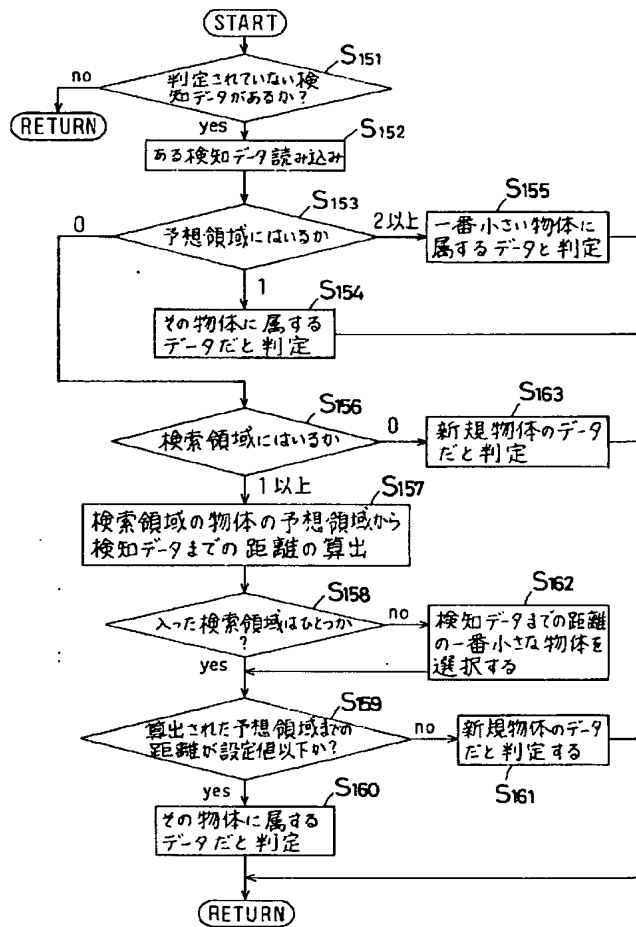 START
S151
no
判定されていない検
知データがあるか?
RETURN
yes
S152
ある検知データ読み込み
S153
0
予想領域にはいるか
2以上
S155
一番小さい物体に
属するデータと判定
1
S154
その物体に属する
データだと判定
S156
検索領域にはいるか
0
S163
新規物体のデータ
だと判定
1以上
S157
検索領域の物体の予想領域から
検知データまでの距離の算出
S158
入った検索領域はひとつか
?
no
S162
検知データまでの距離
の一番小さな物体を
選択する
yes
S159
算出された予想領域までの
距離が設定値以下か?
no
新規物体のデータ
だと判定する
S161
yes
S160
その物体に属する
データだと判定
RETURN